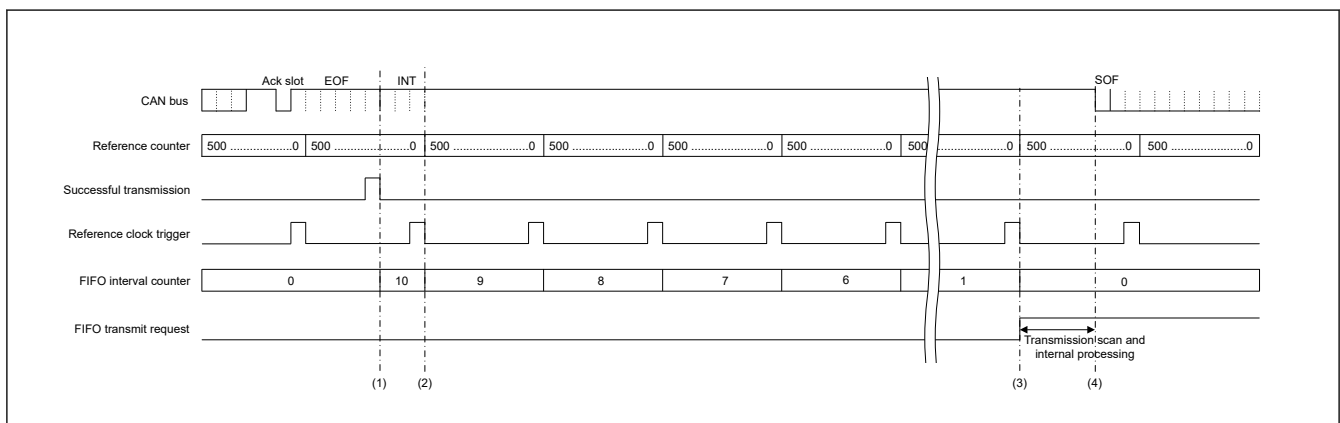 Ack slot EOF INT SOF
CAN bus
Reference counter 500 ..................0 500 ......................0 500 ......................0 500 ......................0 500 ......................0 500 ......................0 500 ......................0 500 ......................0 500 ......................0
Successful transmission
Reference clock trigger
FIFO interval counter 0 10 9 8 7 6 1 0
FIFO transmit request
Transmission scan and
internal processing
(1) (2) (3) (4)